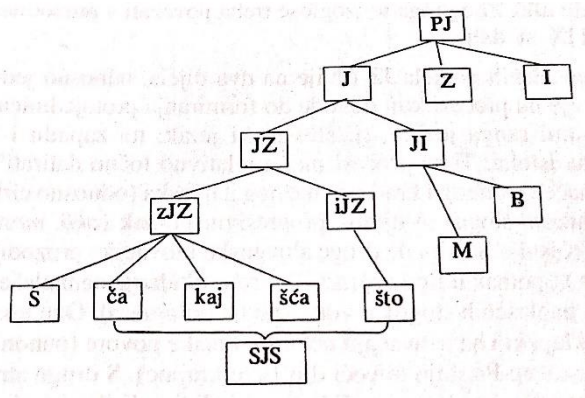 PJ
J Z I
JZ JI
zJZ ijZ B
M
S ča kaj šća što
SJS